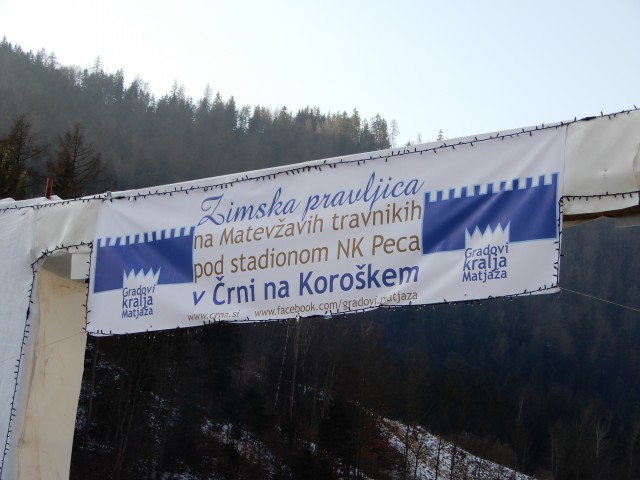 Zimska pravljica
na Matevžavih travnikih
pod stadionom NK Peca
v Črni na Koroškem
www.crna.si www.facebook.com/gradovi.matjaza
Gradovi
kralja
Matjaža
Gradovi
kralja
Matjaža